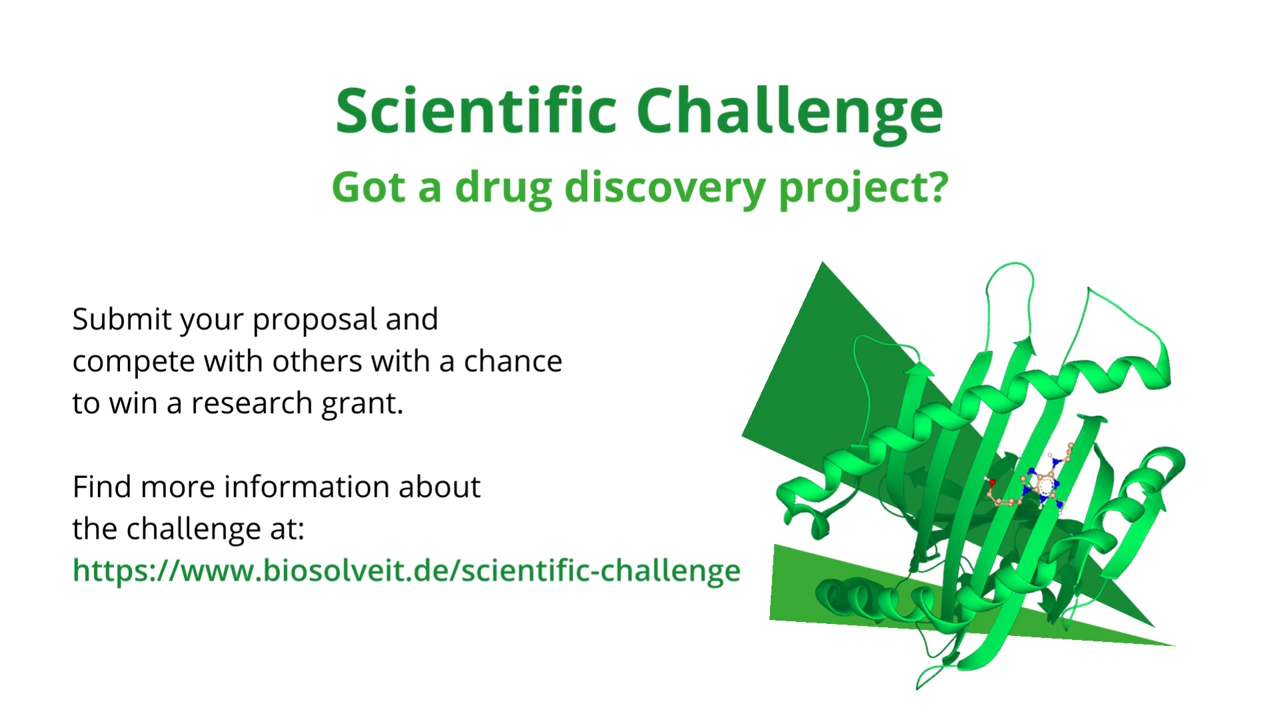 Scientific Challenge
Got a drug discovery project?
Submit your proposal and
compete with others with a chance
to win a research grant.
Find more information about
the challenge at:
https://www.biosolveit.de/scientific-challenge